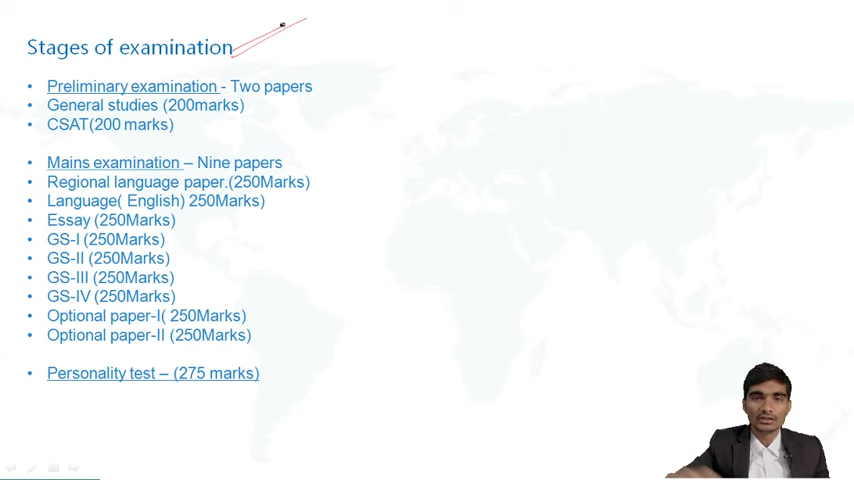 Stages of examination
• Preliminary examination - Two papers
• General studies (200marks)
• CSAT(200 marks)
• Mains examination – Nine papers
• Regional language paper.(250Marks)
• Language( English) 250Marks)
• Essay (250Marks)
• GS-I (250Marks)
• GS-II (250Marks)
• GS-III (250Marks)
• GS-IV (250Marks)
• Optional paper-I( 250Marks)
• Optional paper-II (250Marks)
• Personality test – (275 marks)